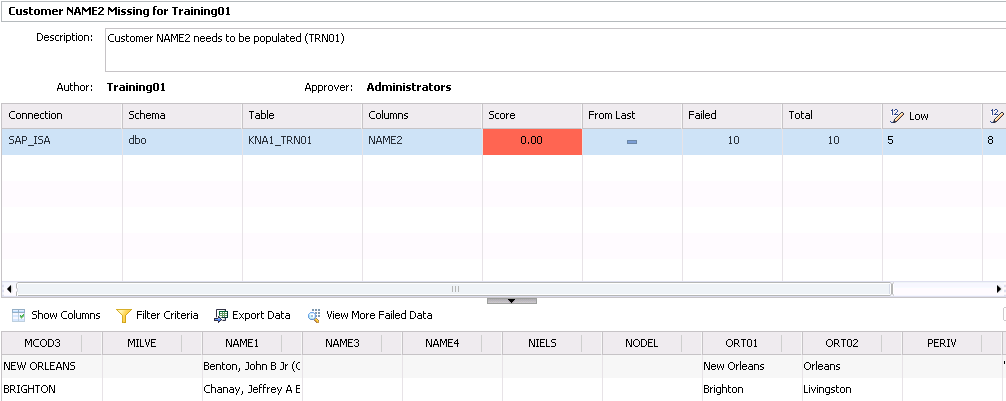 Customer NAME2 Missing for Training01
Description: Customer NAME2 needs to be populated (TRN01)
Author: Training01 Approver: Administrators
Connection Schema Table Columns Score From Last Failed Total Low
SAP_ISA dbo KNA1_TRN01 NAME2 0.00 10 10 5 8
Show Columns Filter Criteria Export Data View More Failed Data
MCOD3 MILVE NAME1 NAME3 NAME4 NIELS NODEL ORT01 ORT02 PERIV
NEW ORLEANS Benton, John B Jr (C New Orleans Orleans
BRIGHTON Chanay, Jeffrey A E Brighton Livingston